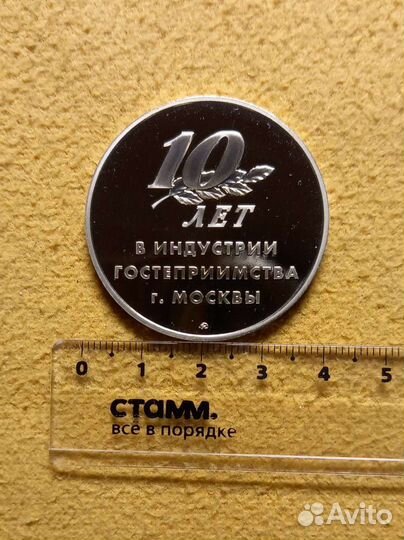 10
ЛЕТ
В ИНДУСТРИИ
ГОСТЕПРИИМСТВА
г. МОСКВЫ
0 1 2 3 4 5
стамм.
всё в порядке
Avito